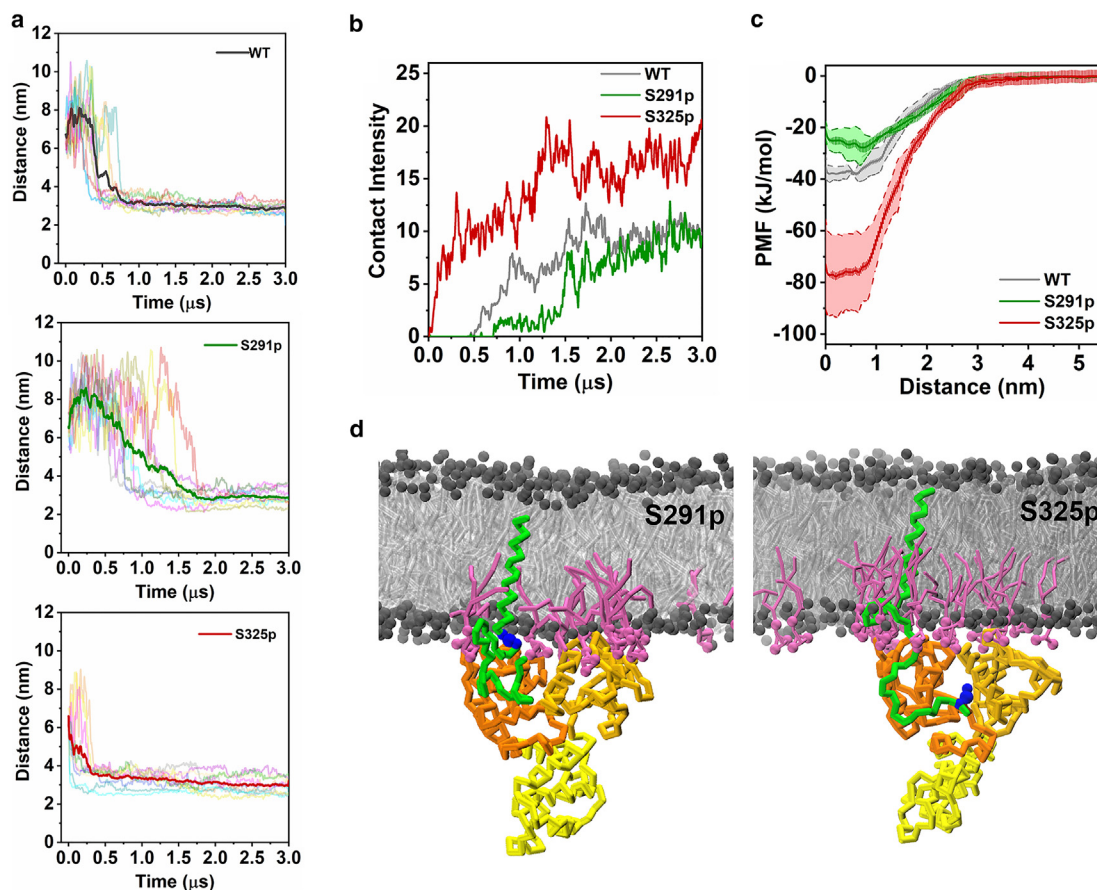 a
12
10
8
6
4
2
0
Distance (nm)
WT
0.0 0.5 1.0 1.5 2.0 2.5 3.0
Time (μs)
12
10
8
6
4
2
0
Distance (nm)
S291p
0.0 0.5 1.0 1.5 2.0 2.5 3.0
Time (μs)
12
10
8
6
4
2
0
Distance (nm)
S325p
0.0 0.5 1.0 1.5 2.0 2.5 3.0
Time (μs)
b
25
20
15
10
5
0
Contact Intensity
WT
S291p
S325p
0.0 0.5 1.0 1.5 2.0 2.5 3.0
Time (μs)
c
0
-20
-40
-60
-80
-100
PMF (kJ/mol)
WT
S291p
S325p
0 1 2 3 4 5
Distance (nm)
d
S291p
S325p